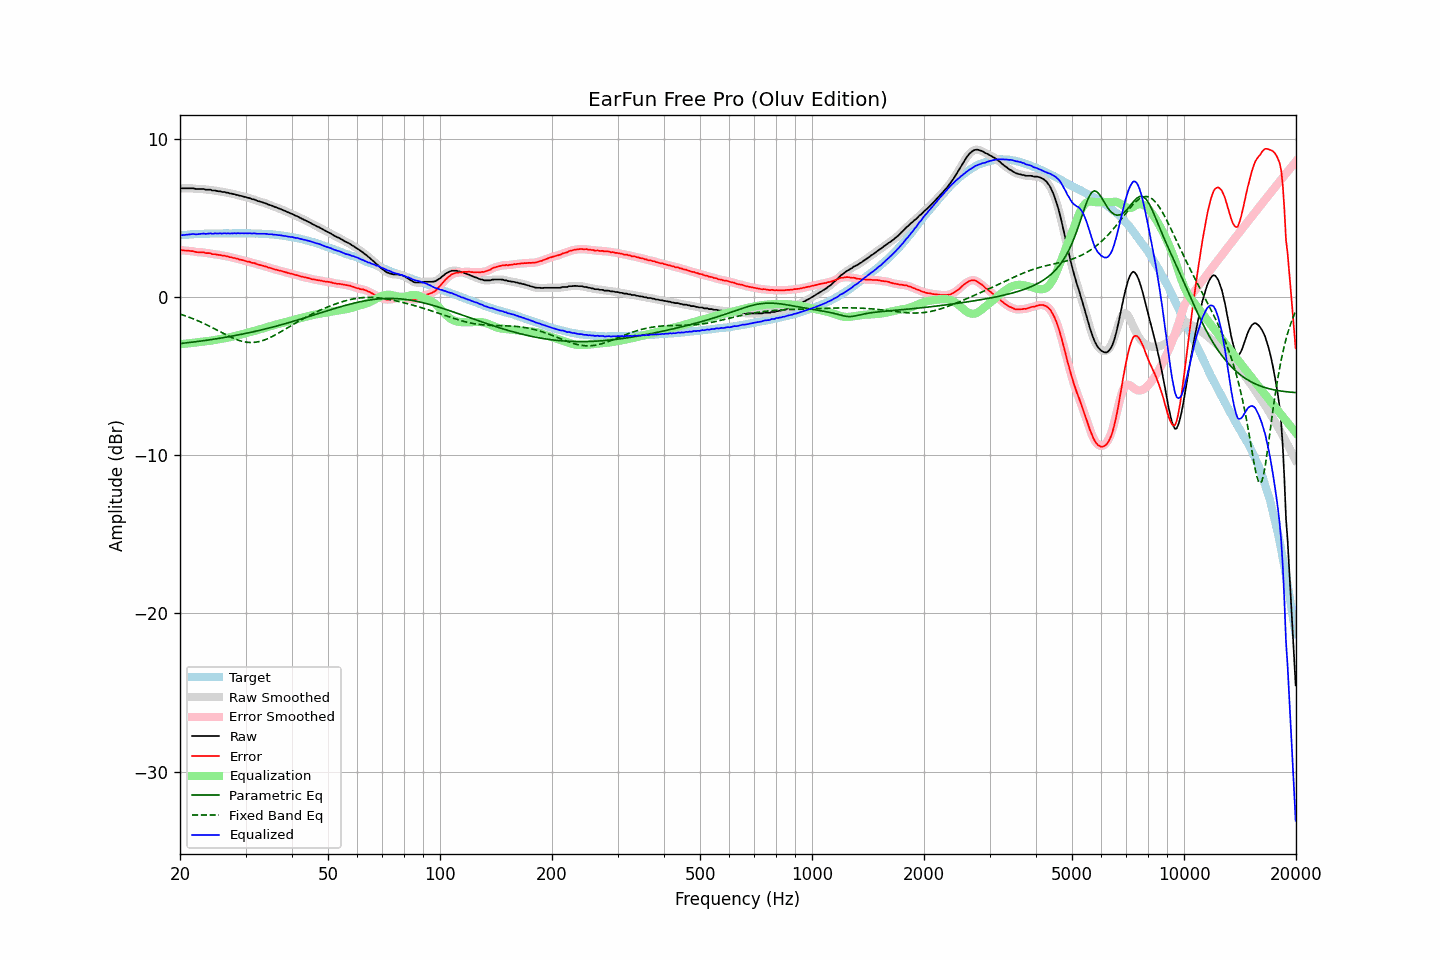 EarFun Free Pro (Oluv Edition)
10
0
−10
−20
−30
Amplitude (dBr)
Target
Raw Smoothed
Error Smoothed
Raw
Error
Equalization
Parametric Eq
Fixed Band Eq
Equalized
20 50 100 200 500 1000 2000 5000 10000 20000
Frequency (Hz)